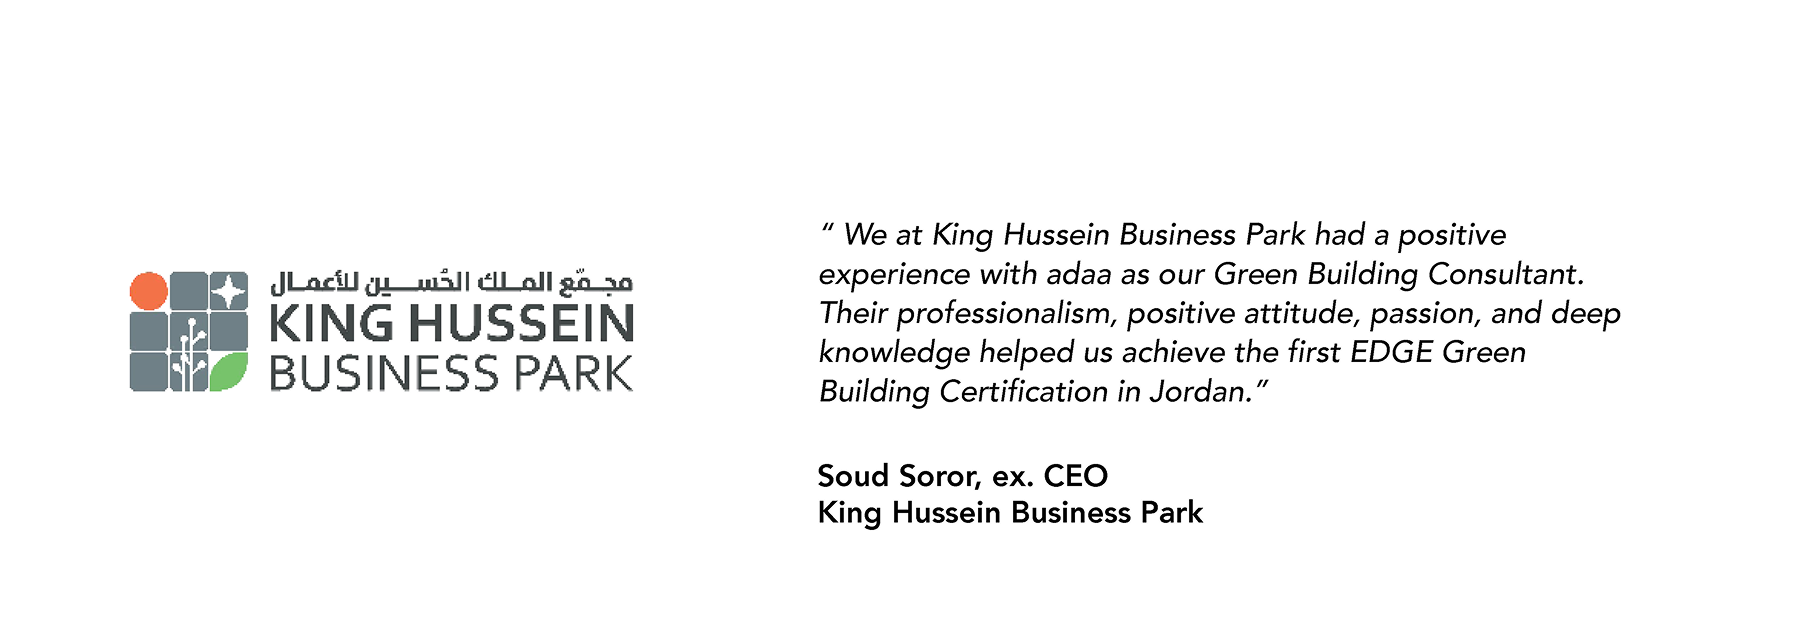 مجمّع الملك الحُسين للأعمال
KING HUSSEIN
BUSINESS PARK
“ We at King Hussein Business Park had a positive
experience with adaa as our Green Building Consultant.
Their professionalism, positive attitude, passion, and deep
knowledge helped us achieve the first EDGE Green
Building Certification in Jordan.”
Soud Soror, ex. CEO
King Hussein Business Park